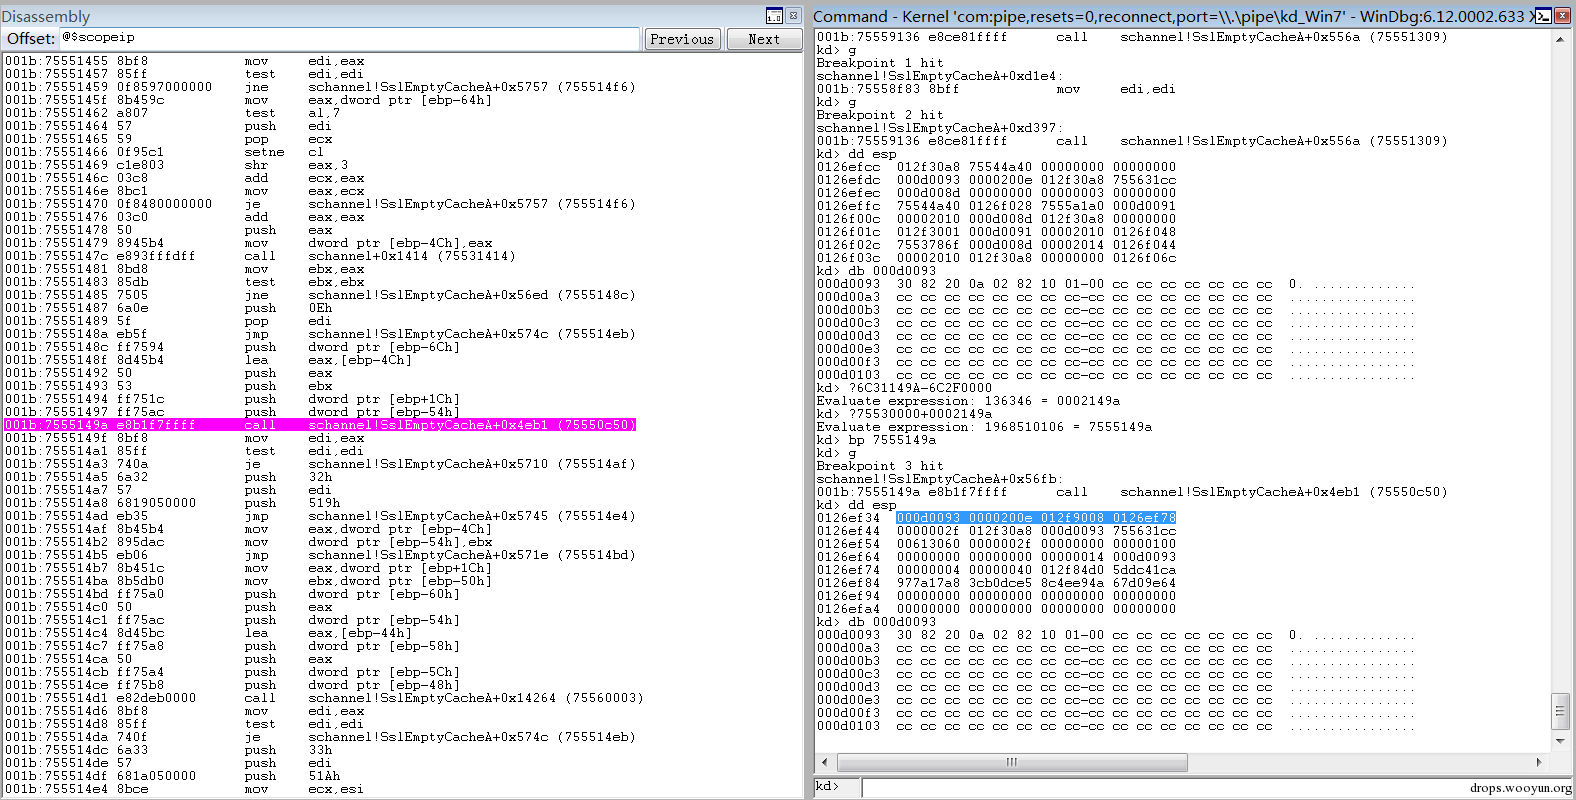 Disassembly
Offset: @$scopeip
Previous
Next
001b:75551455 8bf8 mov edi,eax
001b:75551457 85ff test edi,edi
001b:75551459 0f8597000000 jne schannel!SslEmptyCacheA+0x5757 (755514f6)
001b:7555145f 8b459c mov eax,dword ptr [ebp-64h]
001b:75551462 a807 test al,7
001b:75551464 57 push edi
001b:75551465 59 pop ecx
001b:75551466 0f95c1 setne cl
001b:75551469 c1e803 shr eax,3
001b:7555146c 03c8 add ecx,eax
001b:7555146e 8bc1 mov eax,ecx
001b:75551470 0f8480000000 je schannel!SslEmptyCacheA+0x5757 (755514f6)
001b:75551476 03c0 add eax,eax
001b:75551478 50 push eax
001b:75551479 8945b4 mov dword ptr [ebp-4Ch],eax
001b:7555147c e893fffdff call schannel+0x1414 (75531414)
001b:75551481 8bd8 mov ebx,eax
001b:75551483 85db test ebx,ebx
001b:75551485 7505 jne schannel!SslEmptyCacheA+0x56ed (7555148c)
001b:75551487 6a0e push 0Eh
001b:75551489 5f pop edi
001b:7555148a eb5f jmp schannel!SslEmptyCacheA+0x574c (755514eb)
001b:7555148c ff7594 push dword ptr [ebp-6Ch]
001b:7555148f 8d45b4 lea eax,[ebp-4Ch]
001b:75551492 50 push eax
001b:75551493 53 push ebx
001b:75551494 ff751c push dword ptr [ebp+1Ch]
001b:75551497 ff75ac push dword ptr [ebp-54h]
001b:7555149a e8b1f7ffff call schannel!SslEmptyCacheA+0x4eb1 (75550c50)
001b:7555149f 8bf8 mov edi,eax
001b:755514a1 85ff test edi,edi
001b:755514a3 740a je schannel!SslEmptyCacheA+0x5710 (755514af)
001b:755514a5 6a32 push 32h
001b:755514a7 57 push edi
001b:755514a8 6819050000 push 519h
001b:755514ad eb35 jmp schannel!SslEmptyCacheA+0x5745 (755514e4)
001b:755514af 8b45b4 mov eax,dword ptr [ebp-4Ch]
001b:755514b2 895dac mov dword ptr [ebp-54h],ebx
001b:755514b5 eb06 jmp schannel!SslEmptyCacheA+0x571e (755514bd)
001b:755514b7 8b451c mov eax,dword ptr [ebp+1Ch]
001b:755514ba 8b5db0 mov ebx,dword ptr [ebp-50h]
001b:755514bd ff75a0 push dword ptr [ebp-60h]
001b:755514c0 50 push eax
001b:755514c1 ff75ac push dword ptr [ebp-54h]
001b:755514c4 8d45bc lea eax,[ebp-44h]
001b:755514c7 ff75a8 push dword ptr [ebp-58h]
001b:755514ca 50 push eax
001b:755514cb ff75a4 push dword ptr [ebp-5Ch]
001b:755514ce ff75b8 push dword ptr [ebp-48h]
001b:755514d1 e82deb0000 call schannel!SslEmptyCacheA+0x14264 (75560003)
001b:755514d6 8bf8 mov edi,eax
001b:755514d8 85ff test edi,edi
001b:755514da 740f je schannel!SslEmptyCacheA+0x574c (755514eb)
001b:755514dc 6a33 push 33h
001b:755514de 57 push edi
001b:755514df 681a050000 push 51Ah
001b:755514e4 8bce mov ecx,esi
Command - Kernel 'com:pipe,resets=0,reconnect,port=\\.\pipe\kd_Win7' - WinDbg:6.12.0002.633 X
001b:75559136 e8ce81ffff call schannel!SslEmptyCacheA+0x556a (75551309)
kd> g
Breakpoint 1 hit
schannel!SslEmptyCacheA+0xd1e4:
001b:75558f83 8bff mov edi,edi
kd> g
Breakpoint 2 hit
schannel!SslEmptyCacheA+0xd397:
001b:75559136 e8ce81ffff call schannel!SslEmptyCacheA+0x556a (75551309)
kd> dd esp
0126efcc 012f30a8 75544a40 00000000 00000000
0126efdc 000d0093 0000200e 012f30a8 755631cc
0126efec 000d008d 00000000 00000003 00000000
0126effc 75544a40 0126f028 7555a1a0 000d0091
0126f00c 00002010 000d008d 012f30a8 00000000
0126f01c 012f3001 000d0091 00002010 0126f048
0126f02c 7553786f 000d008d 00002014 0126f044
0126f03c 00002010 012f30a8 00000000 0126f06c
kd> db 000d0093
000d0093 30 82 20 0a 02 82 10 01-00 cc cc cc cc cc cc cc 0. .............
000d00a3 cc cc cc cc cc cc cc cc-cc cc cc cc cc cc cc cc ................
000d00b3 cc cc cc cc cc cc cc cc-cc cc cc cc cc cc cc cc ................
000d00c3 cc cc cc cc cc cc cc cc-cc cc cc cc cc cc cc cc ................
000d00d3 cc cc cc cc cc cc cc cc-cc cc cc cc cc cc cc cc ................
000d00e3 cc cc cc cc cc cc cc cc-cc cc cc cc cc cc cc cc ................
000d00f3 cc cc cc cc cc cc cc cc-cc cc cc cc cc cc cc cc ................
000d0103 cc cc cc cc cc cc cc cc-cc cc cc cc cc cc cc cc ................
kd> ?6C31149A-6C2F0000
Evaluate expression: 136346 = 0002149a
kd> ?75530000+0002149a
Evaluate expression: 1968510106 = 7555149a
kd> bp 7555149a
kd> g
Breakpoint 3 hit
schannel!SslEmptyCacheA+0x56fb:
001b:7555149a e8b1f7ffff call schannel!SslEmptyCacheA+0x4eb1 (75550c50)
kd> dd esp
0126ef34 000d0093 0000200e 012f9008 0126ef78
0126ef44 0000002f 012f30a8 000d0093 755631cc
0126ef54 00613060 0000002f 00000000 00000100
0126ef64 00000000 00000000 00000014 000d0093
0126ef74 00000004 00000040 012f84d0 5ddc41ca
0126ef84 977a17a8 3cb0dce5 8c4ee94a 67d09e64
0126ef94 00000000 00000000 00000000 00000000
0126efa4 00000000 00000000 00000000 00000000
kd> db 000d0093
000d0093 30 82 20 0a 02 82 10 01-00 cc cc cc cc cc cc cc 0. .............
000d00a3 cc cc cc cc cc cc cc cc-cc cc cc cc cc cc cc cc ................
000d00b3 cc cc cc cc cc cc cc cc-cc cc cc cc cc cc cc cc ................
000d00c3 cc cc cc cc cc cc cc cc-cc cc cc cc cc cc cc cc ................
000d00d3 cc cc cc cc cc cc cc cc-cc cc cc cc cc cc cc cc ................
000d00e3 cc cc cc cc cc cc cc cc-cc cc cc cc cc cc cc cc ................
000d00f3 cc cc cc cc cc cc cc cc-cc cc cc cc cc cc cc cc ................
000d0103 cc cc cc cc cc cc cc cc-cc cc cc cc cc cc cc cc ................
kd>
drops.wooyun.org